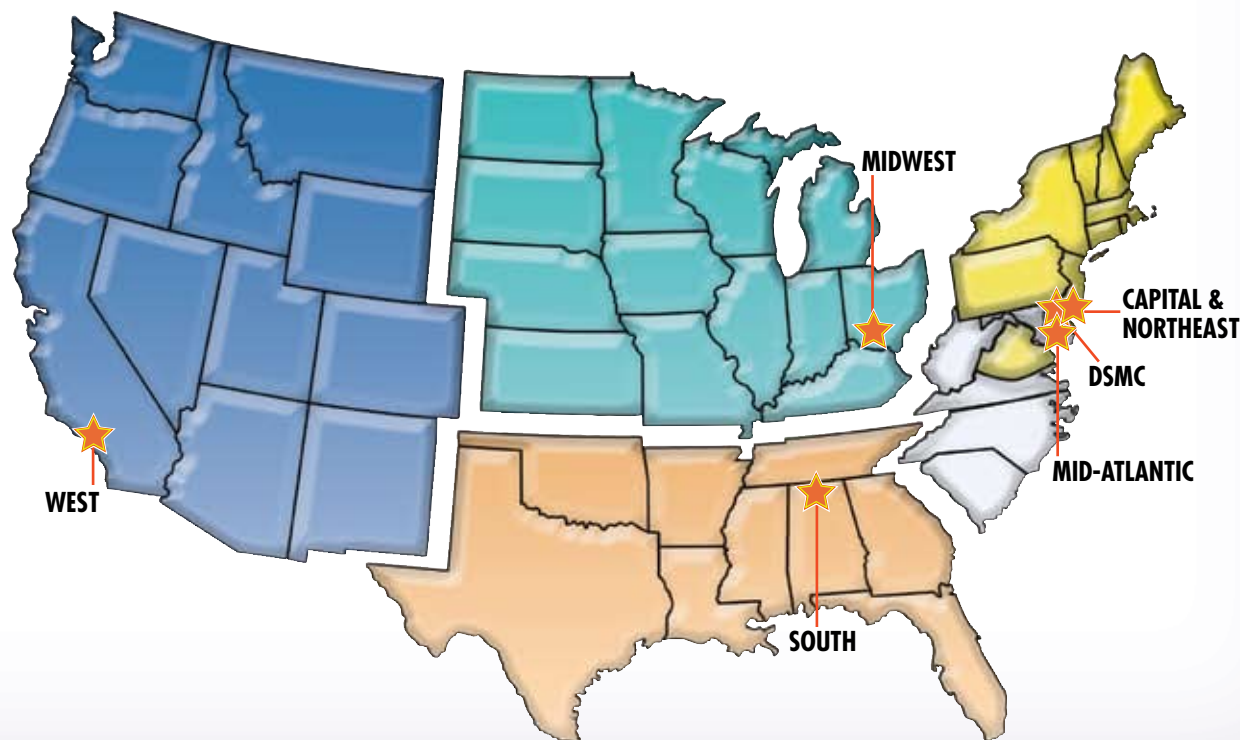 MIDWEST
CAPITAL &
NORTHEAST
DSMC
MID-ATLANTIC
WEST
SOUTH